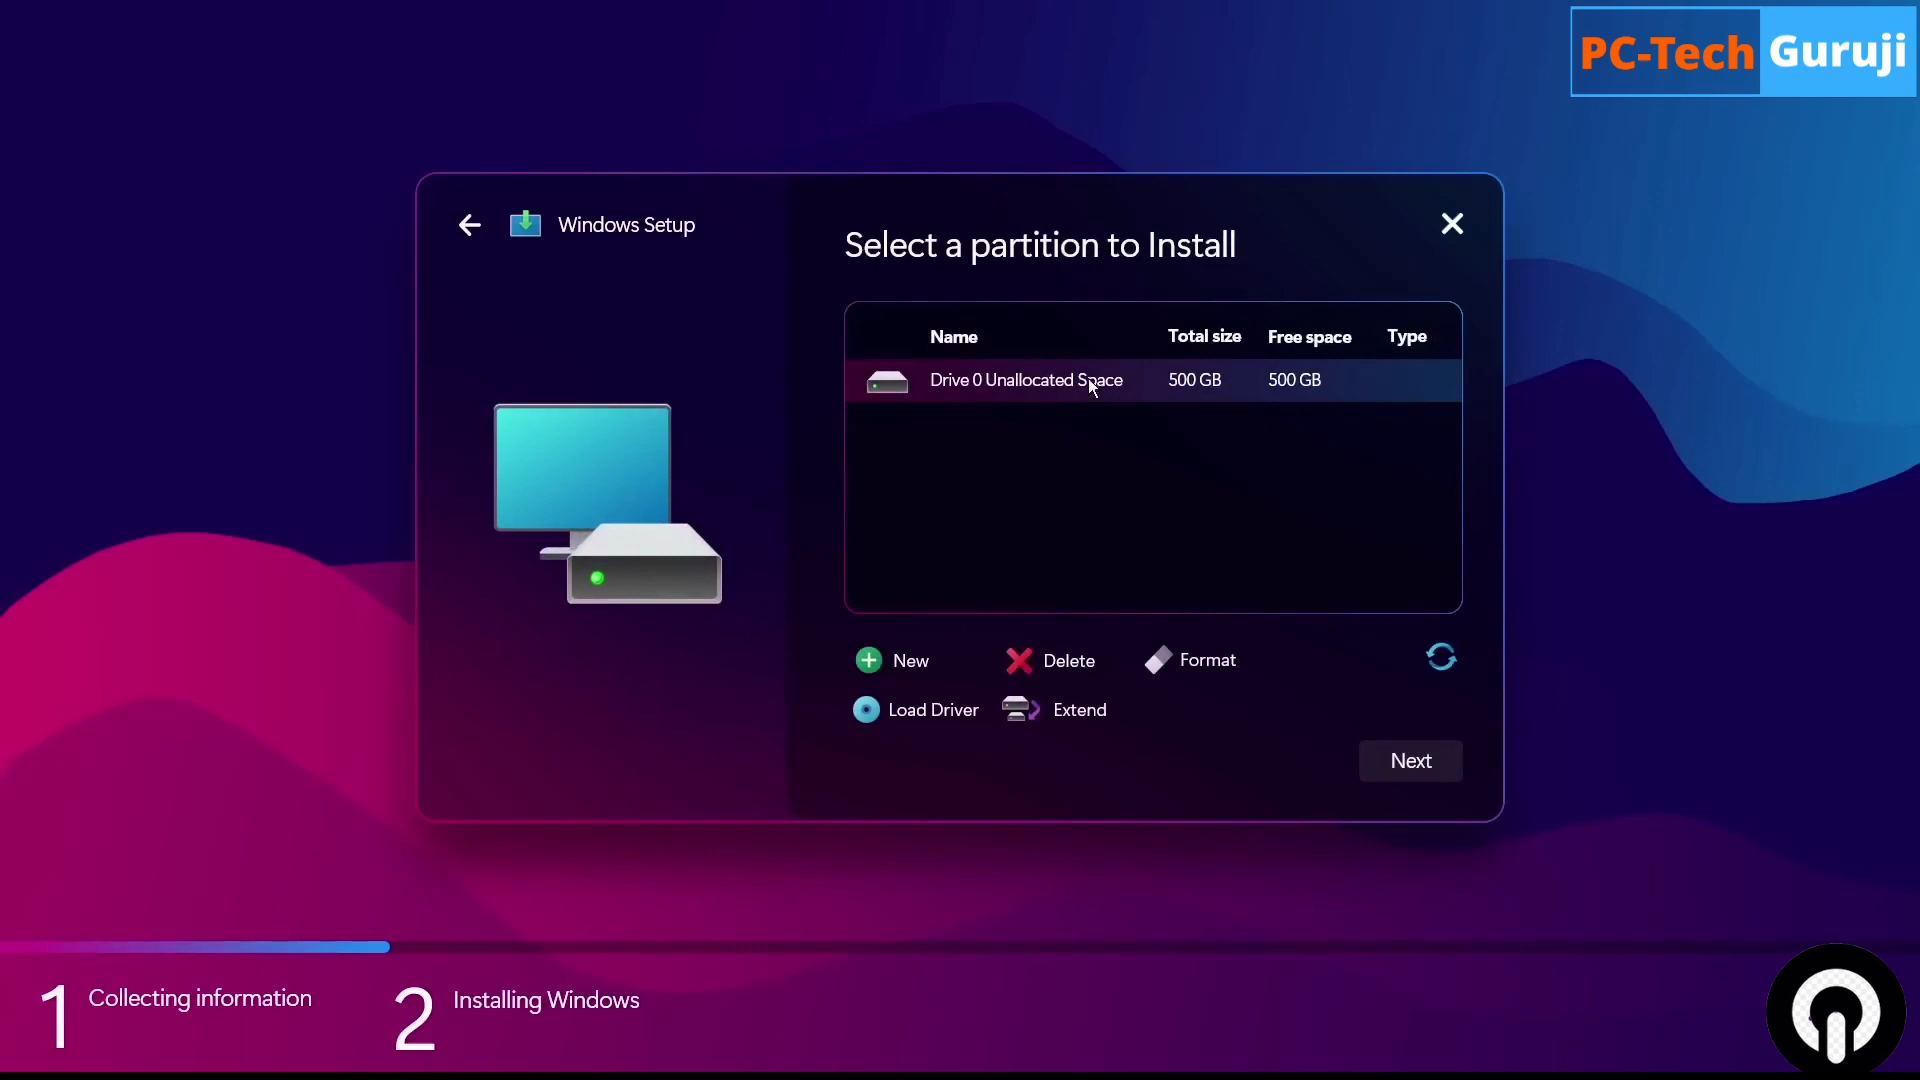 PC-Tech Guruji
Windows Setup
Select a partition to Install
Name Total size Free space Type
Drive 0 Unallocated Space 500 GB 500 GB
New Delete Format
Load Driver Extend
Next
1 Collecting information 2 Installing Windows